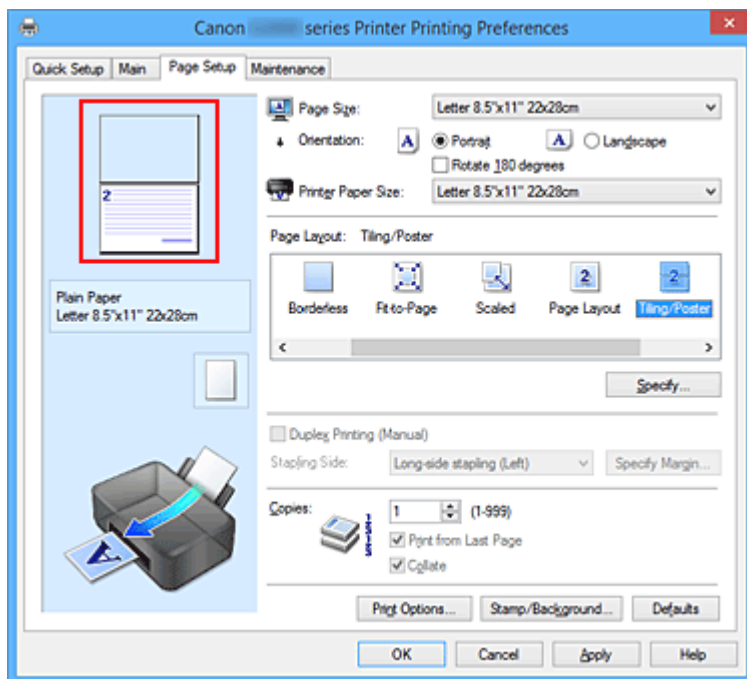 Canon series Printer Printing Preferences
Quick Setup Main Page Setup Maintenance
Page Size: Letter 8.5"x11" 22x28cm
Orientation: A Portrait A Landscape
Rotate 180 degrees
Printer Paper Size: Letter 8.5"x11" 22x28cm
2
Page Layout: Tiling/Poster
2 2
Borderless Fit-to-Page Scaled Page Layout Tiling/Poster
Plain Paper
Letter 8.5"x11" 22x28cm
Specify...
Duplex Printing (Manual)
Stapling Side: Long-side stapling (Left) Specify Margin...
Copies: 1 (1-999)
Print from Last Page
Collate
A
Print Options... Stamp/Background... Defaults
OK Cancel Apply Help